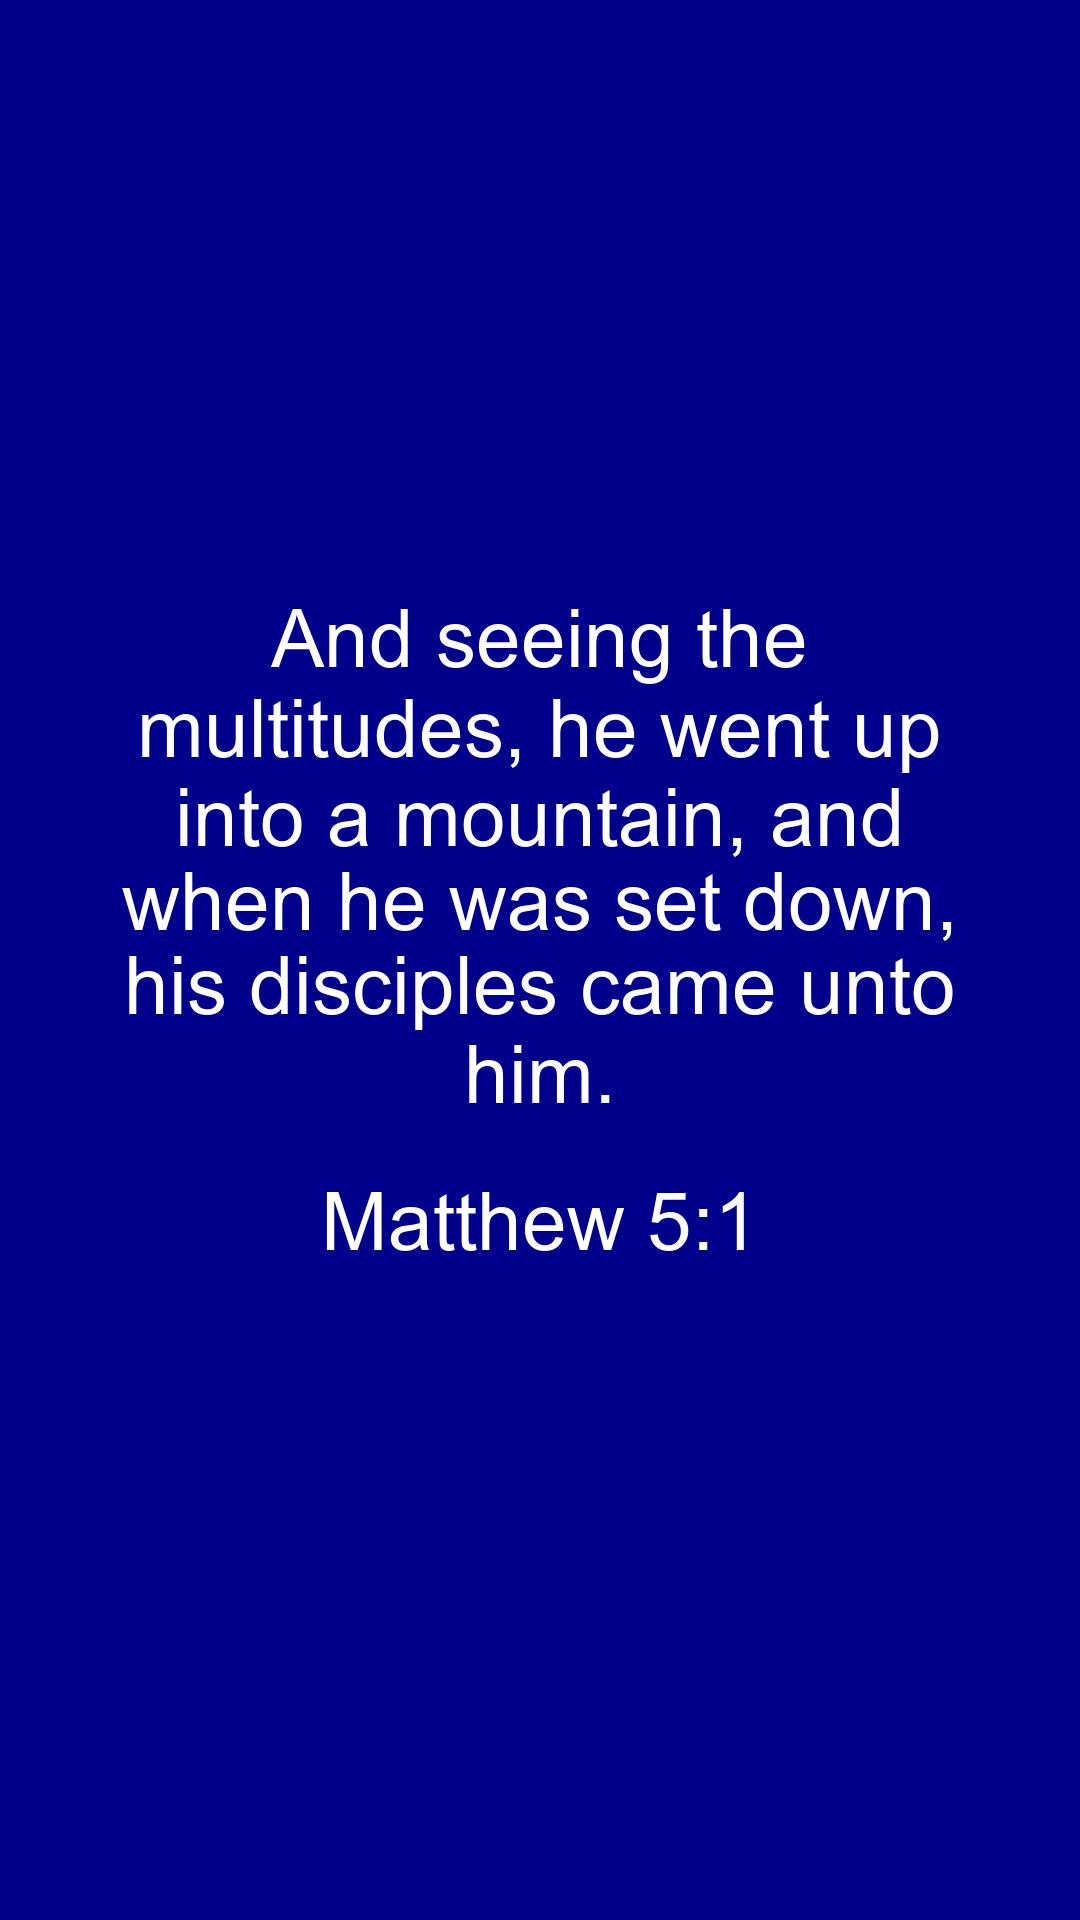 And seeing the
multitudes, he went up
into a mountain, and
when he was set down,
his disciples came unto
him.
Matthew 5:1